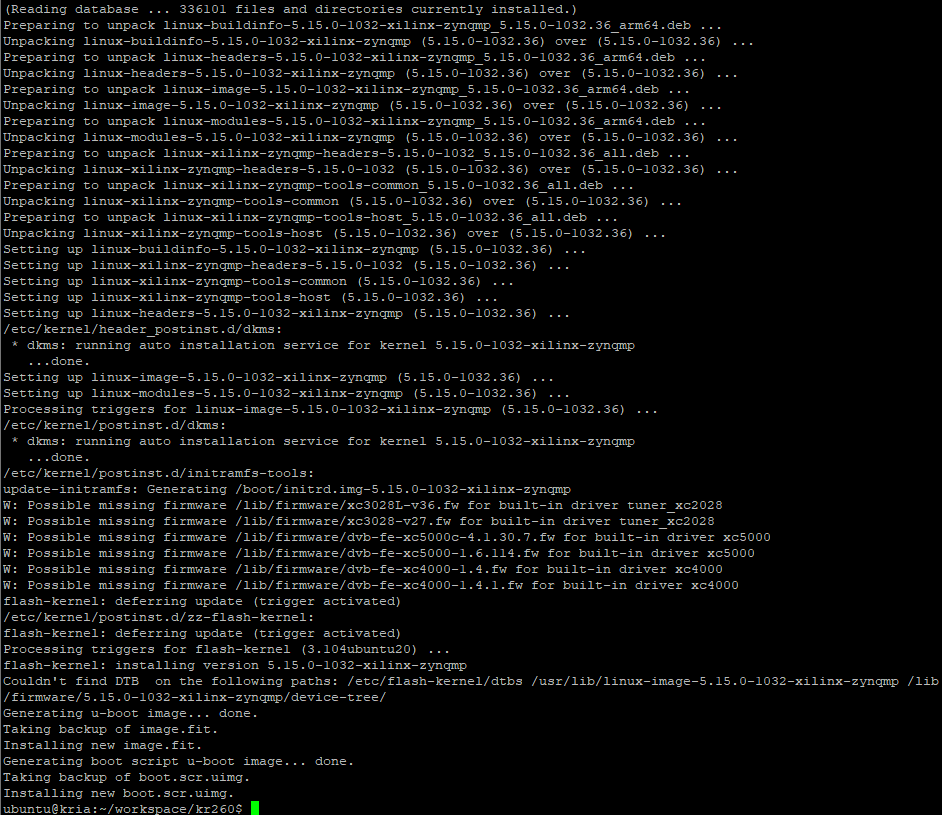 (Reading database ... 336101 files and directories currently installed.)
Preparing to unpack linux-buildinfo-5.15.0-1032-xilinx-zynqmp_5.15.0-1032.36_arm64.deb ...
Unpacking linux-buildinfo-5.15.0-1032-xilinx-zynqmp (5.15.0-1032.36) over (5.15.0-1032.36) ...
Preparing to unpack linux-headers-5.15.0-1032-xilinx-zynqmp_5.15.0-1032.36_arm64.deb ...
Unpacking linux-headers-5.15.0-1032-xilinx-zynqmp (5.15.0-1032.36) over (5.15.0-1032.36) ...
Preparing to unpack linux-image-5.15.0-1032-xilinx-zynqmp_5.15.0-1032.36_arm64.deb ...
Unpacking linux-image-5.15.0-1032-xilinx-zynqmp (5.15.0-1032.36) over (5.15.0-1032.36) ...
Preparing to unpack linux-modules-5.15.0-1032-xilinx-zynqmp_5.15.0-1032.36_arm64.deb ...
Unpacking linux-modules-5.15.0-1032-xilinx-zynqmp (5.15.0-1032.36) over (5.15.0-1032.36) ...
Preparing to unpack linux-xilinx-zynqmp-headers-5.15.0-1032_5.15.0-1032.36_all.deb ...
Unpacking linux-xilinx-zynqmp-headers-5.15.0-1032 (5.15.0-1032.36) over (5.15.0-1032.36) ...
Preparing to unpack linux-xilinx-zynqmp-tools-common_5.15.0-1032.36_all.deb ...
Unpacking linux-xilinx-zynqmp-tools-common (5.15.0-1032.36) over (5.15.0-1032.36) ...
Preparing to unpack linux-xilinx-zynqmp-tools-host_5.15.0-1032.36_all.deb ...
Unpacking linux-xilinx-zynqmp-tools-host (5.15.0-1032.36) over (5.15.0-1032.36) ...
Setting up linux-buildinfo-5.15.0-1032-xilinx-zynqmp (5.15.0-1032.36) ...
Setting up linux-xilinx-zynqmp-headers-5.15.0-1032 (5.15.0-1032.36) ...
Setting up linux-xilinx-zynqmp-tools-common (5.15.0-1032.36) ...
Setting up linux-xilinx-zynqmp-tools-host (5.15.0-1032.36) ...
Setting up linux-headers-5.15.0-1032-xilinx-zynqmp (5.15.0-1032.36) ...
/etc/kernel/header_postinst.d/dkms:
 * dkms: running auto installation service for kernel 5.15.0-1032-xilinx-zynqmp
   ...done.
Setting up linux-image-5.15.0-1032-xilinx-zynqmp (5.15.0-1032.36) ...
Setting up linux-modules-5.15.0-1032-xilinx-zynqmp (5.15.0-1032.36) ...
Processing triggers for linux-image-5.15.0-1032-xilinx-zynqmp (5.15.0-1032.36) ...
/etc/kernel/postinst.d/dkms:
 * dkms: running auto installation service for kernel 5.15.0-1032-xilinx-zynqmp
   ...done.
/etc/kernel/postinst.d/initramfs-tools:
update-initramfs: Generating /boot/initrd.img-5.15.0-1032-xilinx-zynqmp
W: Possible missing firmware /lib/firmware/xc3028L-v36.fw for built-in driver tuner_xc2028
W: Possible missing firmware /lib/firmware/xc3028-v27.fw for built-in driver tuner_xc2028
W: Possible missing firmware /lib/firmware/dvb-fe-xc5000c-4.1.30.7.fw for built-in driver xc5000
W: Possible missing firmware /lib/firmware/dvb-fe-xc5000-1.6.114.fw for built-in driver xc5000
W: Possible missing firmware /lib/firmware/dvb-fe-xc4000-1.4.fw for built-in driver xc4000
W: Possible missing firmware /lib/firmware/dvb-fe-xc4000-1.4.1.fw for built-in driver xc4000
flash-kernel: deferring update (trigger activated)
/etc/kernel/postinst.d/zz-flash-kernel:
flash-kernel: deferring update (trigger activated)
Processing triggers for flash-kernel (3.104ubuntu20) ...
flash-kernel: installing version 5.15.0-1032-xilinx-zynqmp
Couldn't find DTB  on the following paths: /etc/flash-kernel/dtbs /usr/lib/linux-image-5.15.0-1032-xilinx-zynqmp /lib
/firmware/5.15.0-1032-xilinx-zynqmp/device-tree/
Generating u-boot image... done.
Taking backup of image.fit.
Installing new image.fit.
Generating boot script u-boot image... done.
Taking backup of boot.scr.uimg.
Installing new boot.scr.uimg.
ubuntu@kria:~/workspace/kr260$